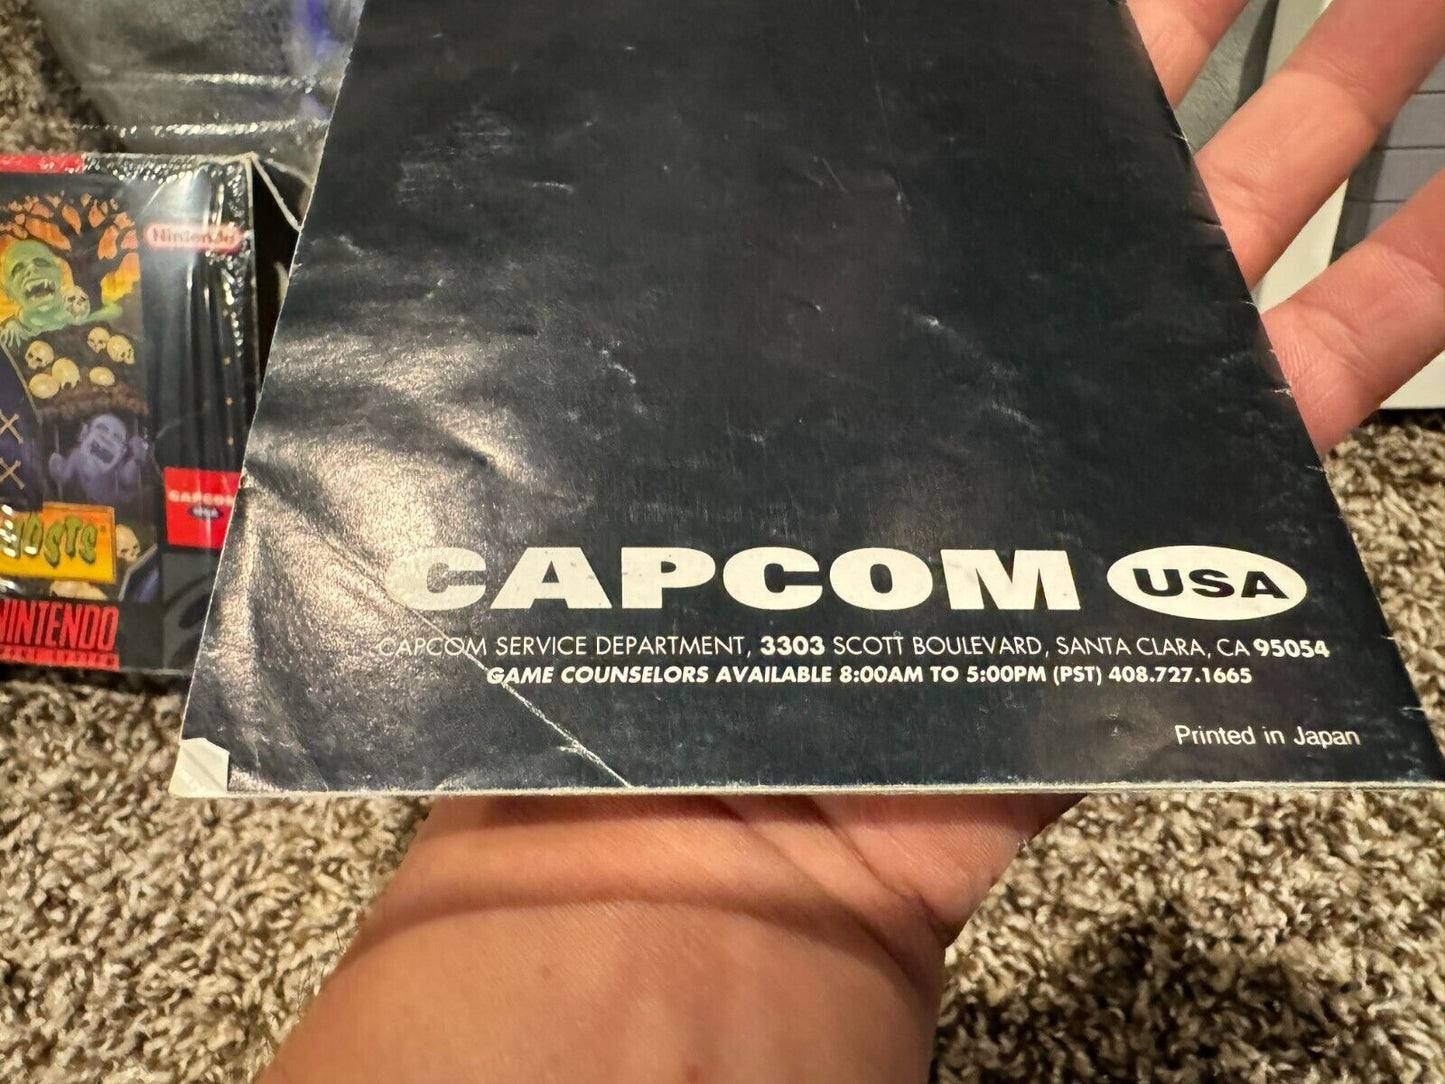 Nintendo
CAPCOM
USA
NINTENDO
CAPCOM USA
CAPCOM SERVICE DEPARTMENT, 3303 SCOTT BOULEVARD, SANTA CLARA, CA 95054
GAME COUNSELORS AVAILABLE 8:00AM TO 5:00PM (PST) 408.727.1665
Printed in Japan